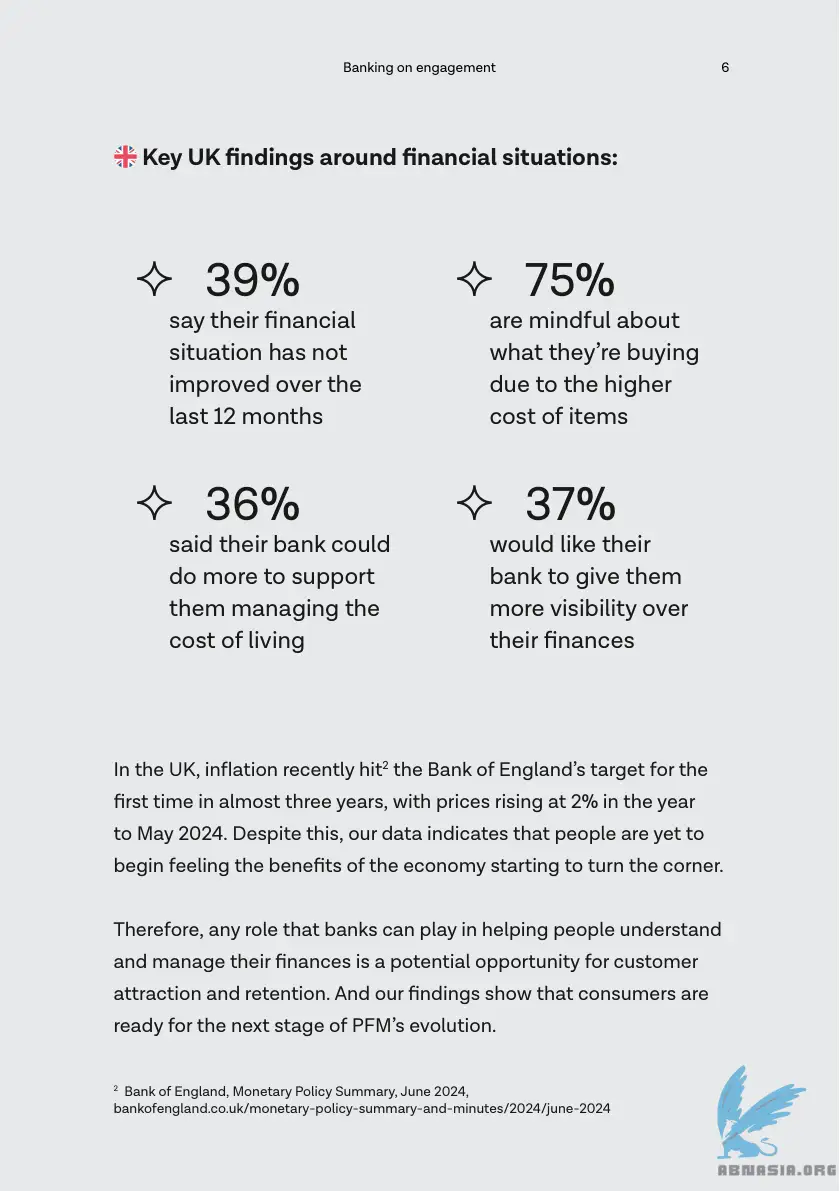 Banking on engagement 6
Key UK findings around financial situations:
39%
say their financial
situation has not
improved over the
last 12 months
75%
are mindful about
what they’re buying
due to the higher
cost of items
36%
said their bank could
do more to support
them managing the
cost of living
37%
would like their
bank to give them
more visibility over
their finances
In the UK, inflation recently hit² the Bank of England’s target for the
first time in almost three years, with prices rising at 2% in the year
to May 2024. Despite this, our data indicates that people are yet to
begin feeling the benefits of the economy starting to turn the corner.
Therefore, any role that banks can play in helping people understand
and manage their finances is a potential opportunity for customer
attraction and retention. And our findings show that consumers are
ready for the next stage of PFM’s evolution.
² Bank of England, Monetary Policy Summary, June 2024,
bankofengland.co.uk/monetary-policy-summary-and-minutes/2024/june-2024
ABNASIA.ORG